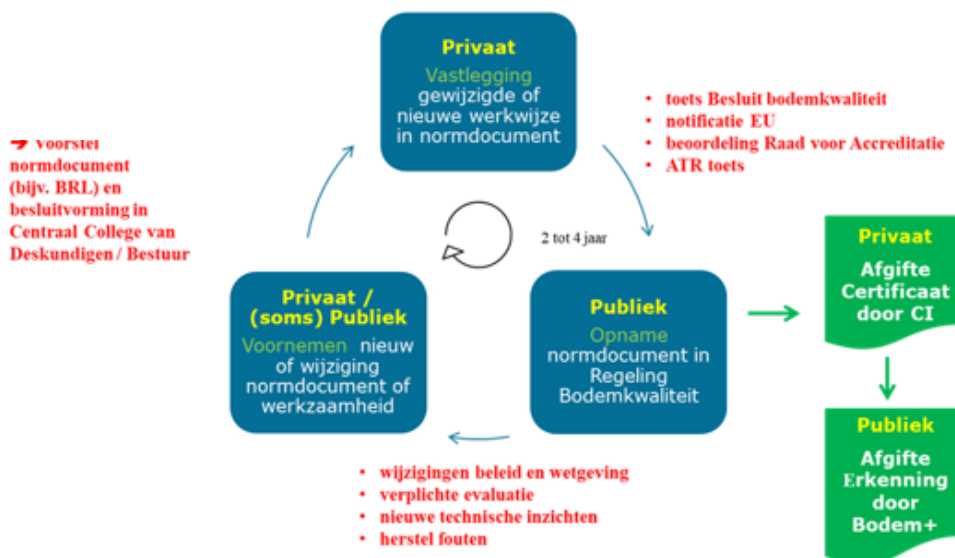 Privaat
Vastlegging
gewijzigde of
nieuwe werkwijze
in normdocument
• toets Besluit bodemkwaliteit
• notificatie EU
• beoordeling Raad voor Accreditatie
• ATR toets
➔ voorstel
normdocument
(bijv. BRL) en
besluitvorming in
Centraal College van
Deskundigen / Bestuur
2 tot 4 jaar
Privaat /
(soms) Publiek
Voornemen nieuw
of wijziging
normdocument of
werkzaamheid
Publiek
Opname
normdocument in
Regeling
Bodemkwaliteit
Privaat
Afgifte
Certificaat
door CI
Publiek
Afgifte
Erkenning
door
Bodem+
• wijzigingen beleid en wetgeving
• verplichte evaluatie
• nieuwe technische inzichten
• herstel fouten